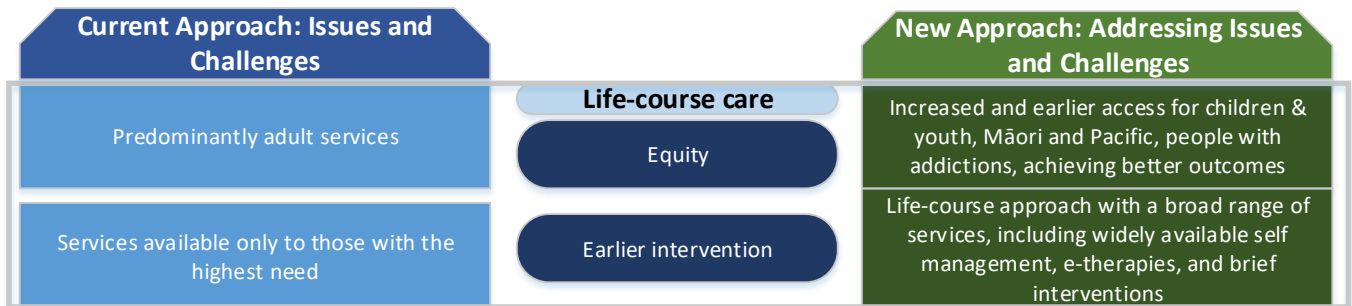 Current Approach: Issues and
Challenges
New Approach: Addressing Issues
and Challenges
Life-course care
Predominantly adult services
Equity
Increased and earlier access for children &
youth, Māori and Pacific, people with
addictions, achieving better outcomes
Services available only to those with the
highest need
Earlier intervention
Life-course approach with a broad range of
services, including widely available self
management, e-therapies, and brief
interventions